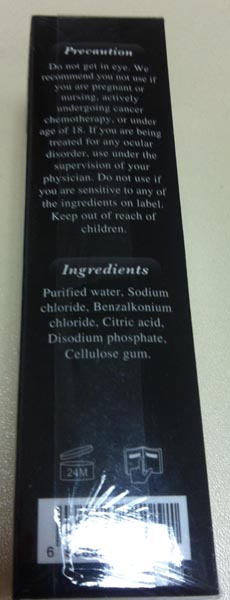 Precaution
Do not get in eye. We
recommend you not use if
you are pregnant or
nursing, actively
undergoing cancer
chemotherapy, or under
age of 18. If you are being
treated for any ocular
disorder, use under the
supervision of your
physician. Do not use if
you are sensitive to any of
the ingredients on label.
Keep out of reach of
children.
Ingredients
Purified water, Sodium
chloride, Benzalkonium
chloride, Citric acid,
Disodium phosphate,
Cellulose gum.
24M
6